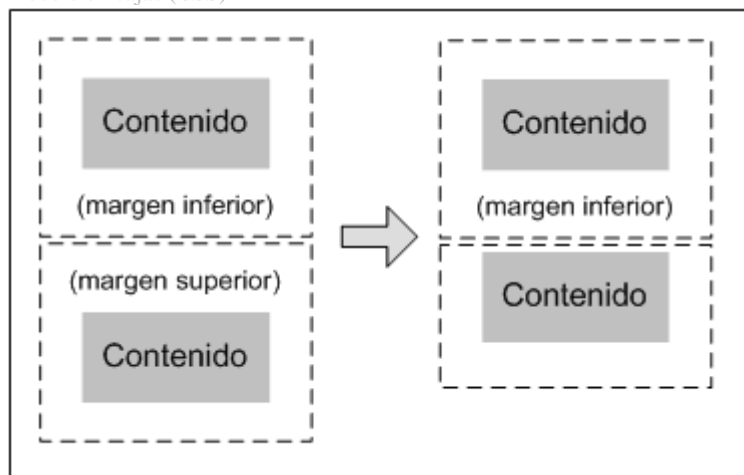 Contenido
(margen inferior)
(margen superior)
Contenido
Contenido
(margen inferior)
Contenido